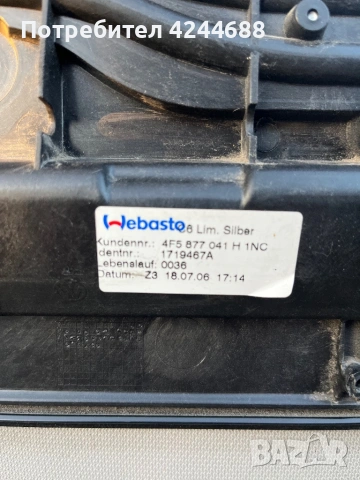 Потребител 4244688
Webasto 6 Lim. Silber
Kundennr.: 4F5 877 041 H 1NC
dentnr.: 1719467A
Lebenslauf: 0036
Datum: Z3 18.07.06 17:14
bazar